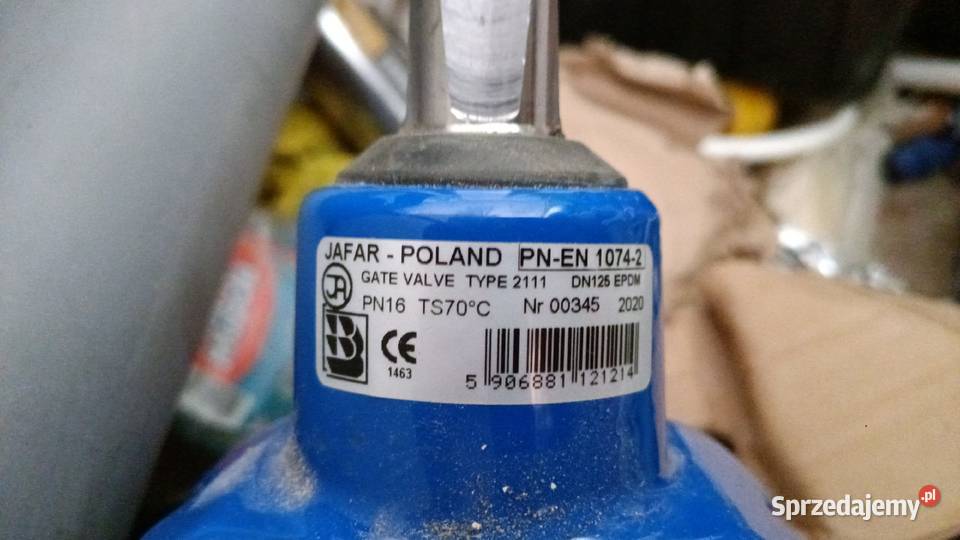 JAFAR - POLAND PN-EN 1074-2
GATE VALVE TYPE 2111 DN125 EPDM
JA
PN16 TS70°C Nr 00345 2020
B
CE
1463
5 906881 121214
Sprzedajemy.pl